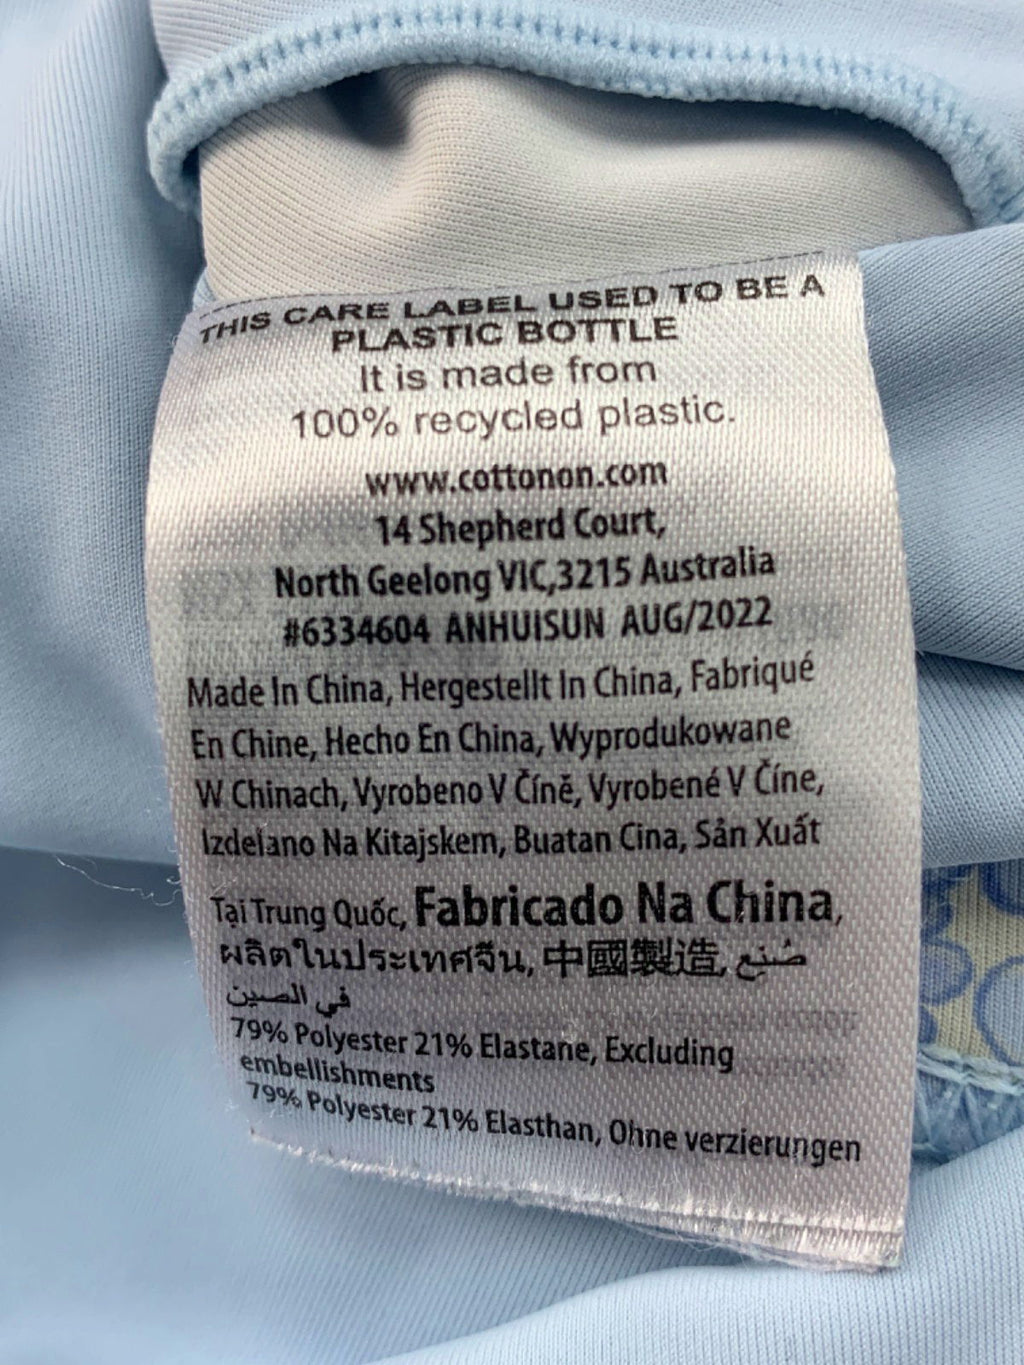 THIS CARE LABEL USED TO BE A
PLASTIC BOTTLE
It is made from
100% recycled plastic.
www.cottonon.com
14 Shepherd Court,
North Geelong VIC,3215 Australia
#6334604 ANHUISUN AUG/2022
Made In China, Hergestellt In China, Fabriqué
En Chine, Hecho En China, Wyprodukowane
W Chinach, Vyrobeno V Číně, Vyrobené V Číne,
Izdelano Na Kitajskem, Buatan Cina, Sản Xuất
Tại Trung Quốc, Fabricado Na China,
ผลิตในประเทศจีน, 中國製造, صُنِع
في الصين
79% Polyester 21% Elastane, Excluding
embellishments
79% Polyester 21% Elasthan, Ohne verzierungen